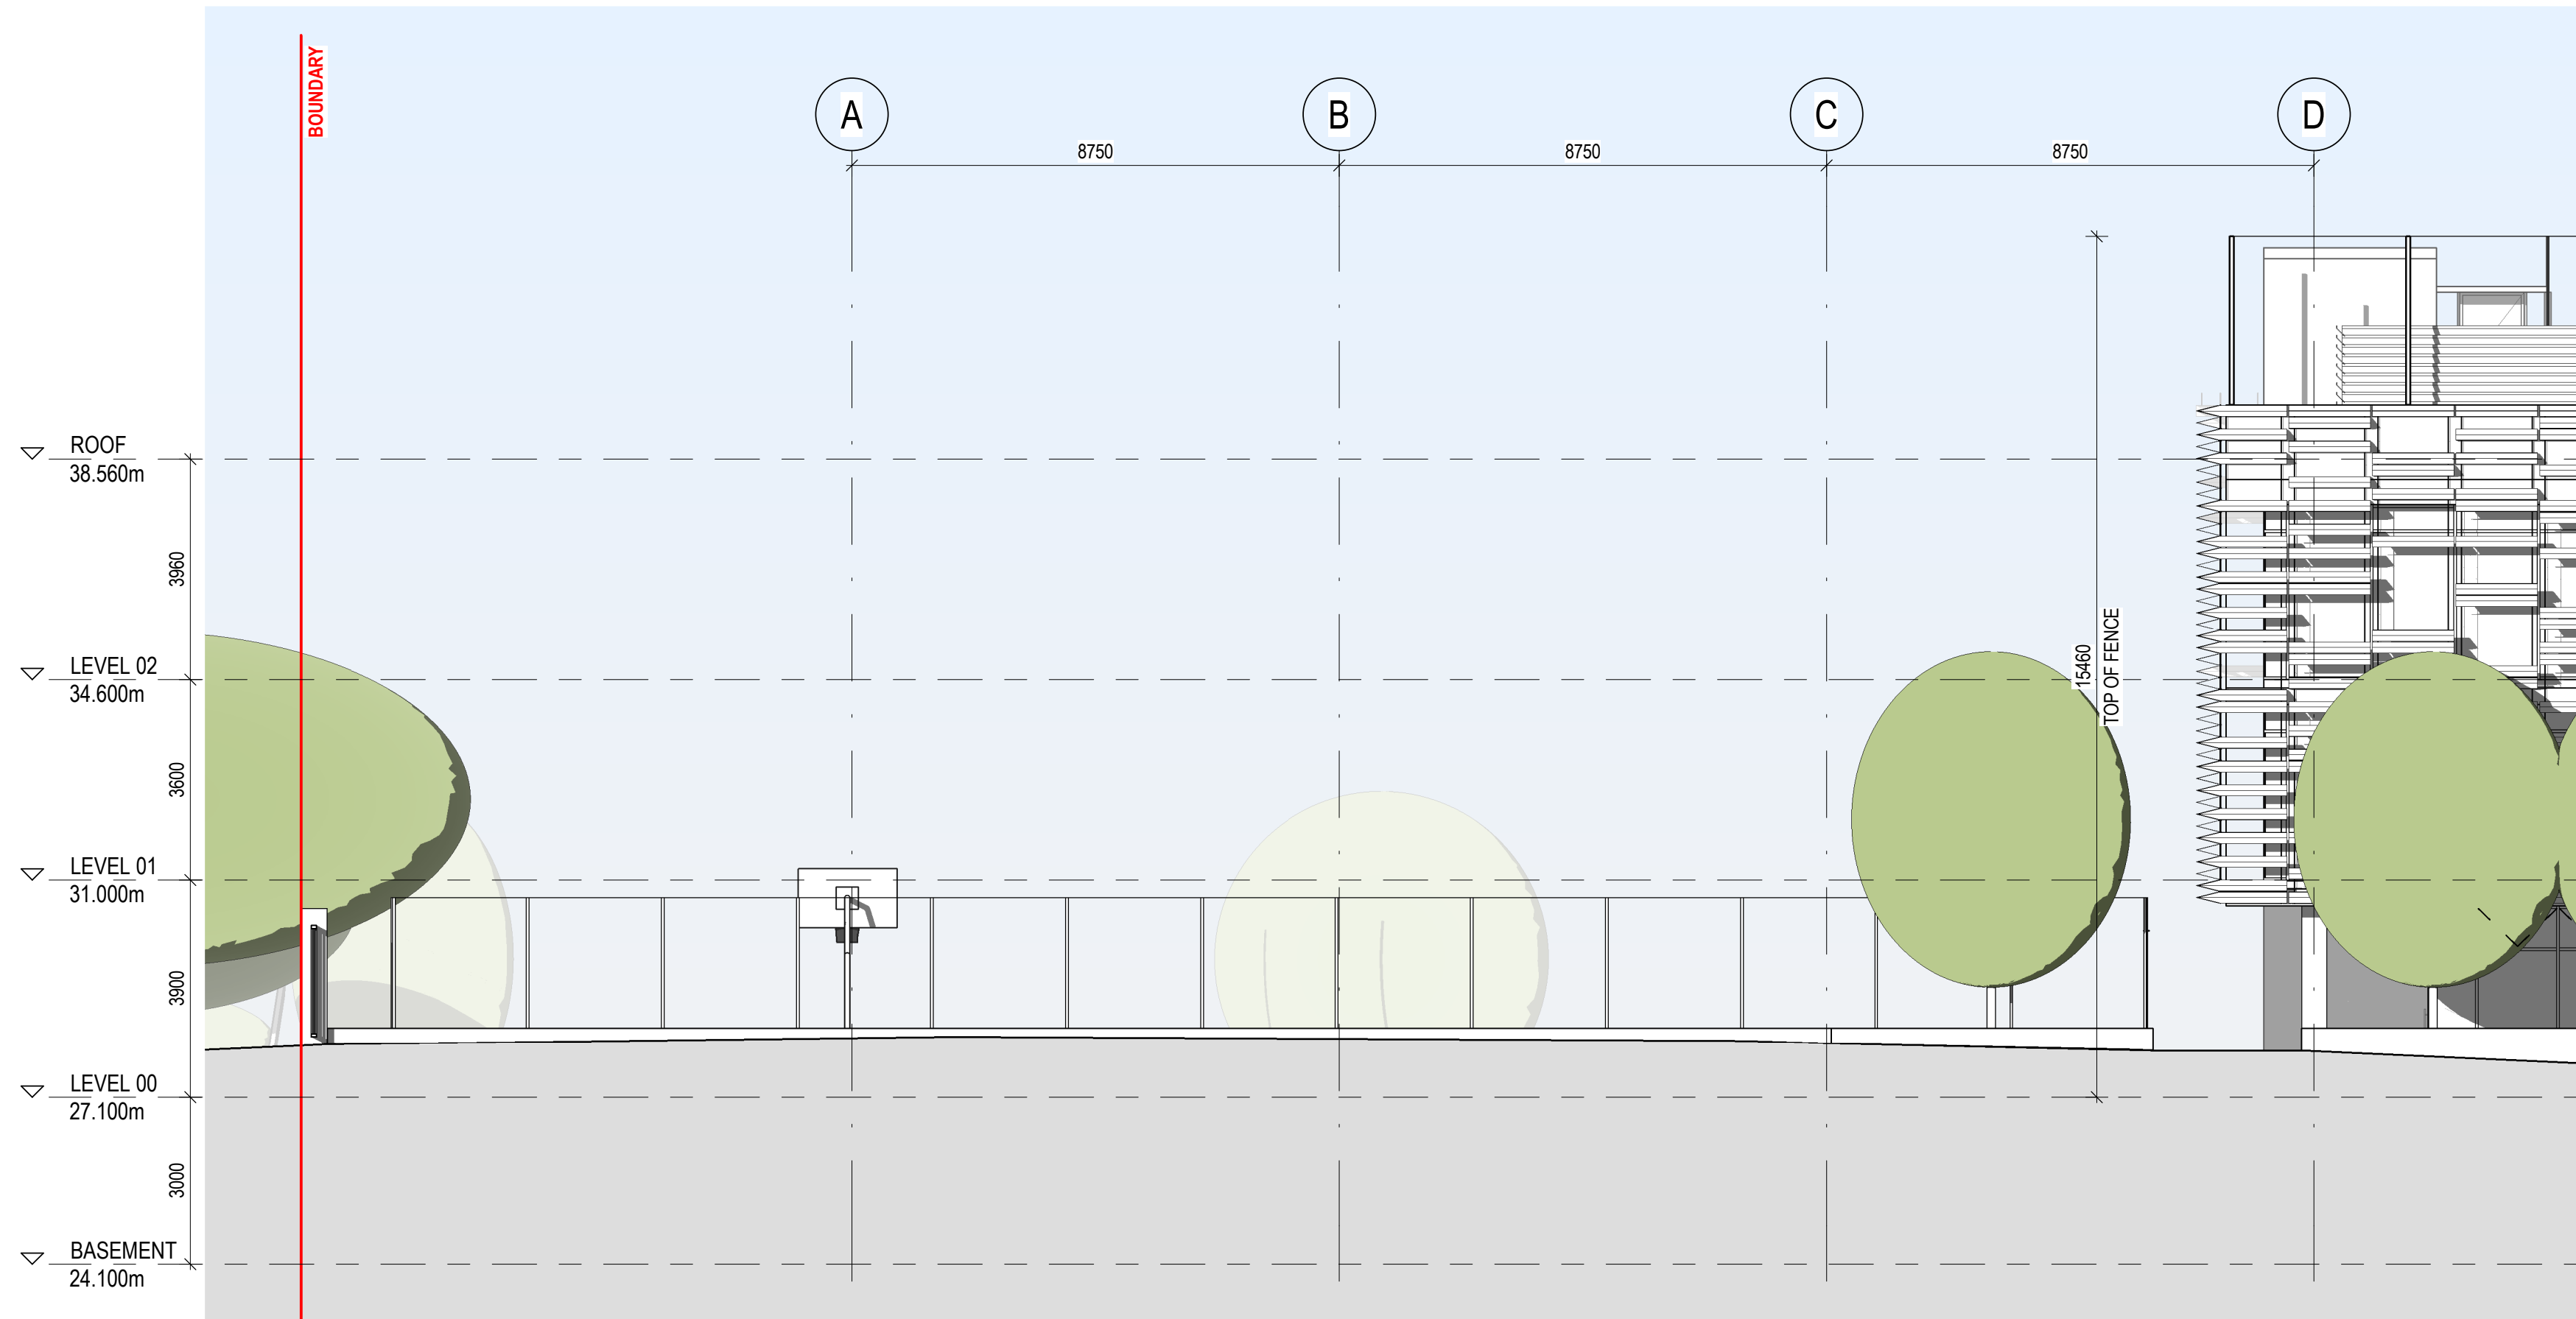 BOUNDARY
A
B
C
D
8750
8750
8750
ROOF
38.560m
3960
15460
TOP OF FENCE
LEVEL 02
34.600m
3600
LEVEL 01
31.000m
3900
LEVEL 00
27.100m
3000
BASEMENT
24.100m